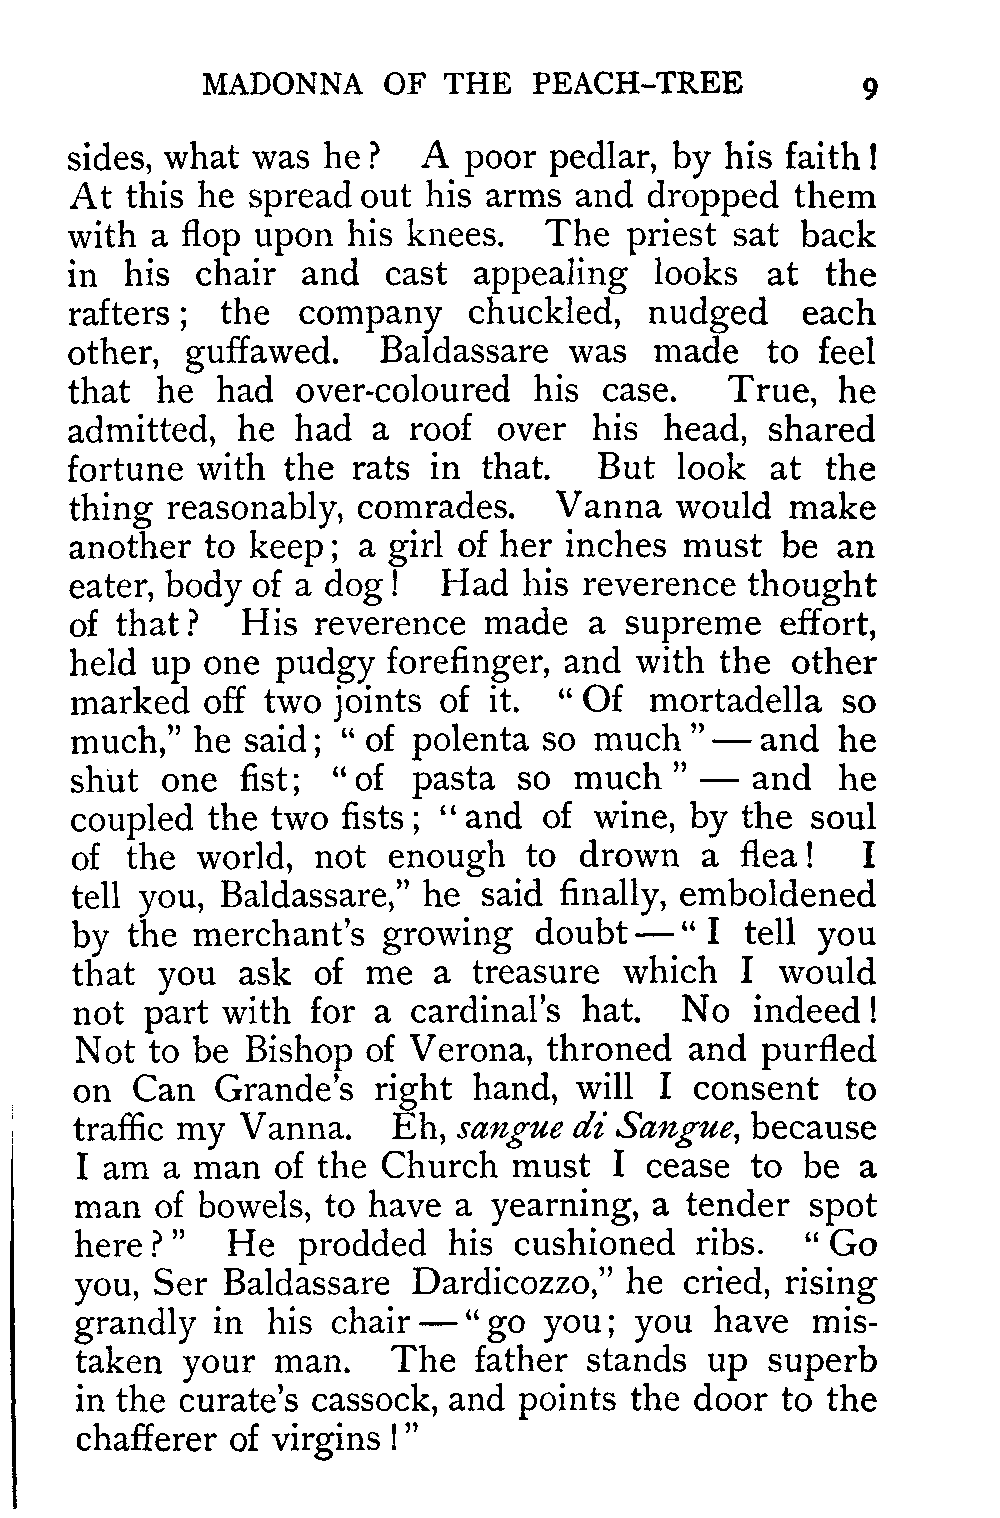 MADONNA OF THE PEACH-TREE 9
sides, what was he? A poor pedlar, by his faith!
At this he spread out his arms and dropped them
with a flop upon his knees. The priest sat back
in his chair and cast appealing looks at the
rafters; the company chuckled, nudged each
other, guffawed. Baldassare was made to feel
that he had over-coloured his case. True, he
admitted, he had a roof over his head, shared
fortune with the rats in that. But look at the
thing reasonably, comrades. Vanna would make
another to keep; a girl of her inches must be an
eater, body of a dog! Had his reverence thought
of that? His reverence made a supreme effort,
held up one pudgy forefinger, and with the other
marked off two joints of it. "Of mortadella so
much," he said; "of polenta so much"—and he
shut one fist; "of pasta so much" — and he
coupled the two fists; "and of wine, by the soul
of the world, not enough to drown a flea! I
tell you, Baldassare," he said finally, emboldened
by the merchant's growing doubt—"I tell you
that you ask of me a treasure which I would
not part with for a cardinal's hat. No indeed!
Not to be Bishop of Verona, throned and purfled
on Can Grande's right hand, will I consent to
traffic my Vanna. Eh, sangue di Sangue, because
I am a man of the Church must I cease to be a
man of bowels, to have a yearning, a tender spot
here?" He prodded his cushioned ribs. "Go
you, Ser Baldassare Dardicozzo," he cried, rising
grandly in his chair—"go you; you have mis-
taken your man. The father stands up superb
in the curate's cassock, and points the door to the
chafferer of virgins!"